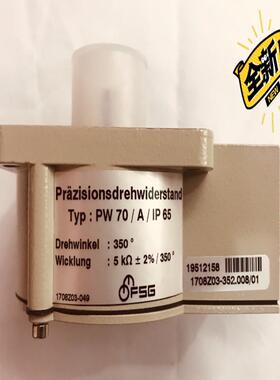 全新
NEW
Präzisionsdrehwiderstand
Typ : PW 70 / A / IP 65
Drehwinkel : 350 °
Wicklung : 5 kΩ ± 2% / 350 °
FSG
1708Z03-049
19512158
1708Z03-352.008/01